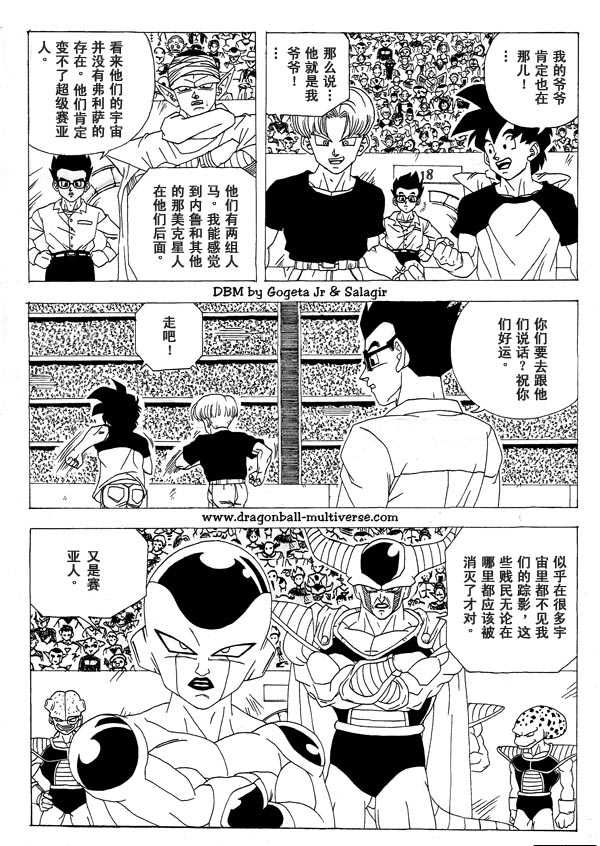 看来他们的宇宙
并没有弗利萨的
存在。他们肯定
变不了超级赛亚
人。
他们有两组人
马。我能感觉
到内鲁和其他
的那美克星人
在他们后面。
那么说…
他就是我
爷爷！…
我的爷爷
肯定也在
那儿！…
18
DBM by Gogeta Jr & Salagir
走吧！
你们要去跟他
们说话？祝你
们好运。
www.dragonball-multiverse.com
又是赛
亚人。
似乎在很多宇
宙里都不见我
们的踪影，这
些贱民无论在
哪里都应该被
消灭了才对。